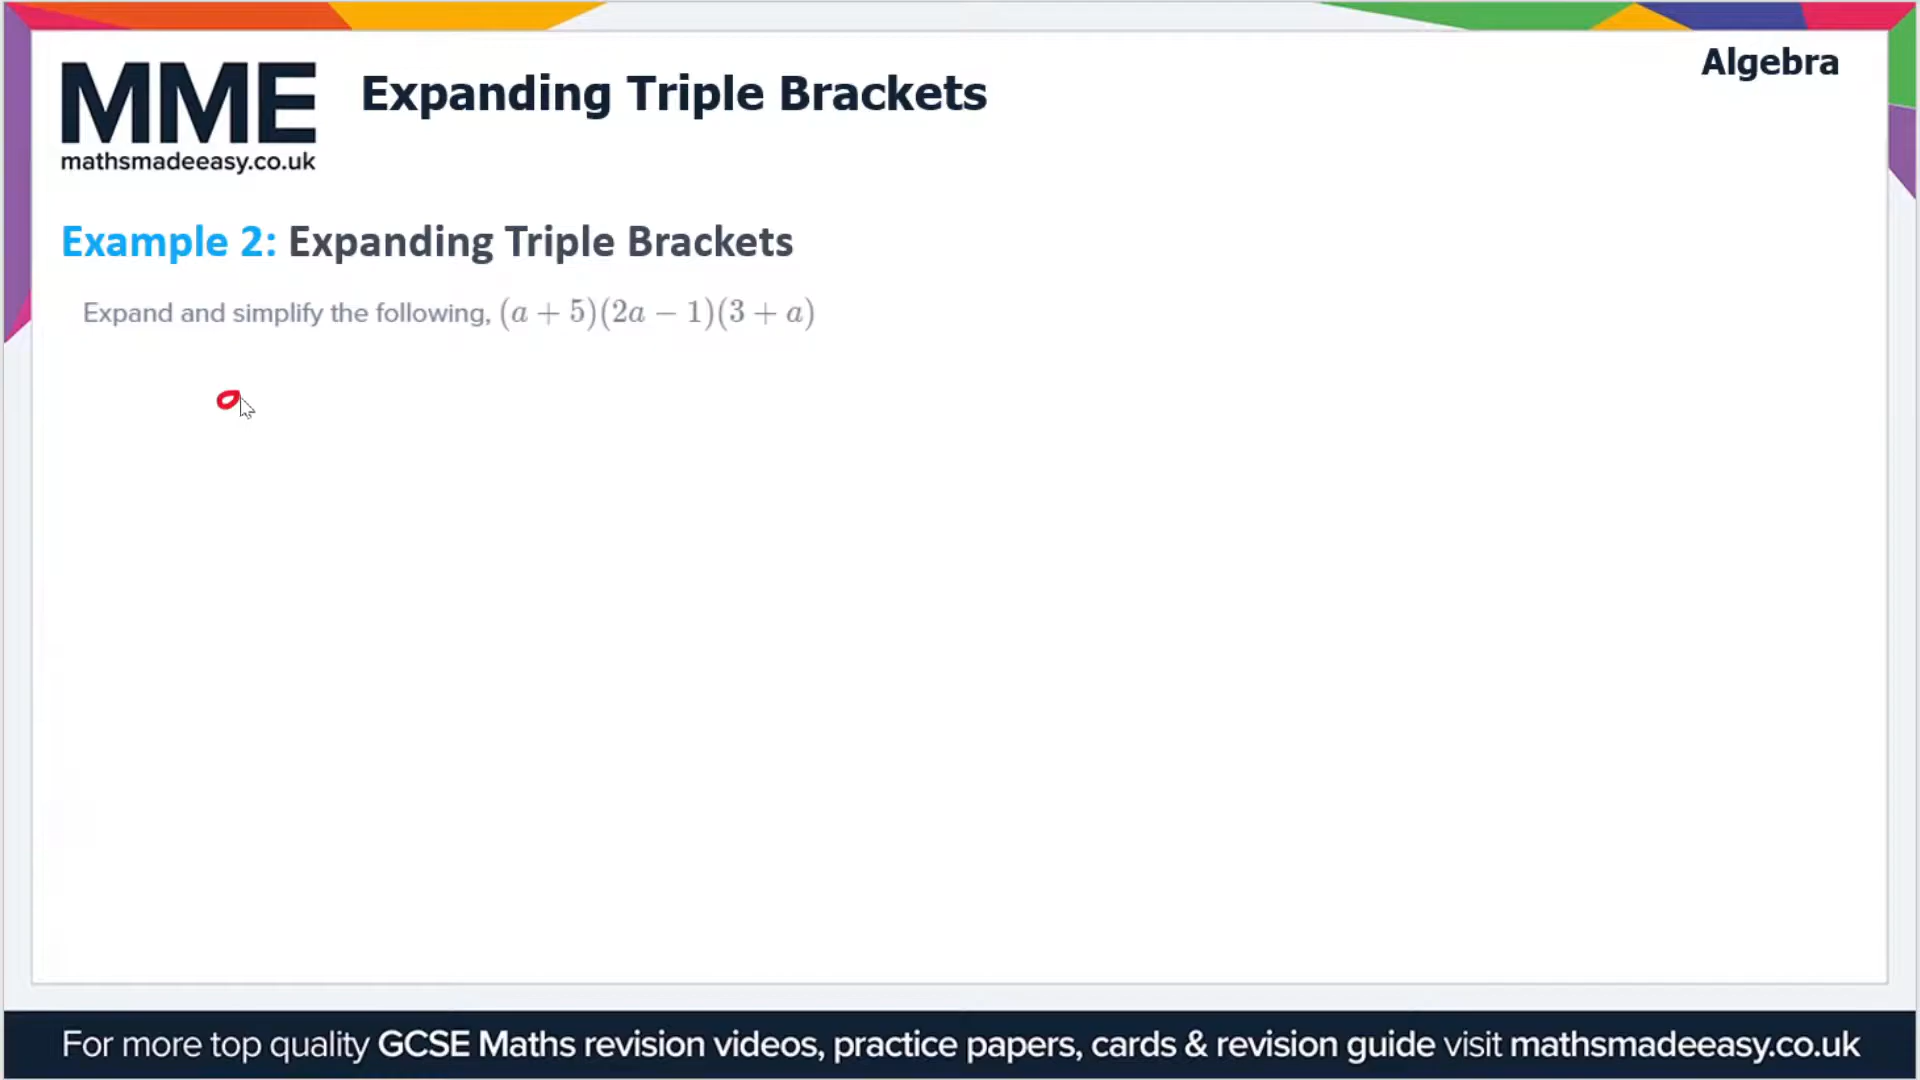 MME
mathsmadeeasy.co.uk
Expanding Triple Brackets
Algebra
Example 2: Expanding Triple Brackets
Expand and simplify the following, (a + 5)(2a − 1)(3 + a)
For more top quality GCSE Maths revision videos, practice papers, cards & revision guide visit mathsmadeeasy.co.uk